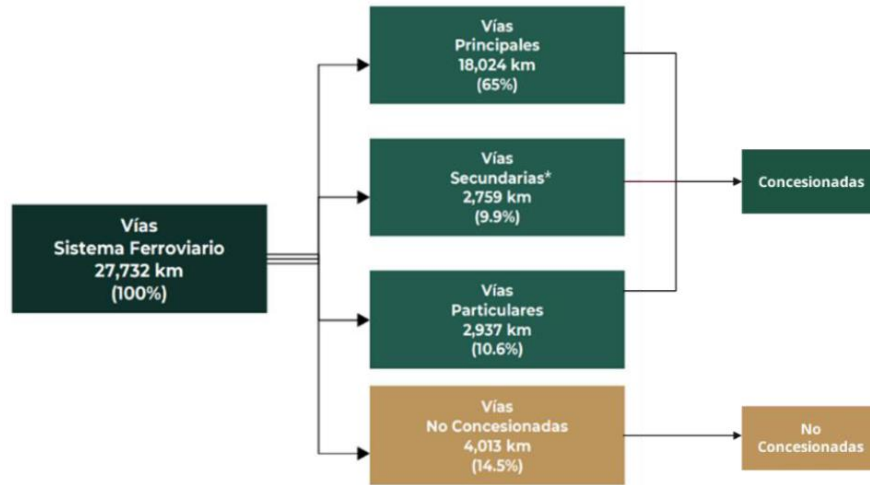 Vías
Principales
18,024 km
(65%)
Vías
Secundarias*
2,759 km
(9.9%)
Concesionadas
Vías
Sistema Ferroviario
27,732 km
(100%)
Vías
Particulares
2,937 km
(10.6%)
Vías
No Concesionadas
4,013 km
(14.5%)
No
Concesionadas